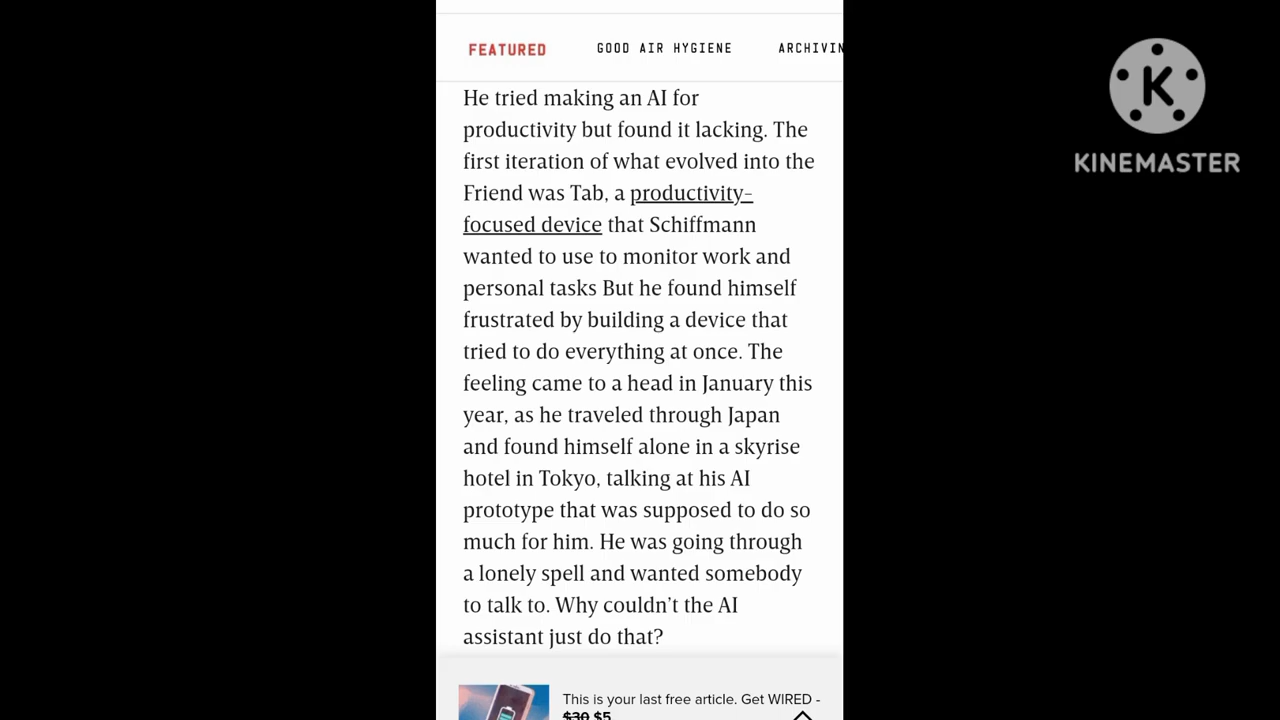 FEATURED GOOD AIR HYGIENE ARCHIVIN
He tried making an AI for
productivity but found it lacking. The
first iteration of what evolved into the
Friend was Tab, a productivity-
focused device that Schiffmann
wanted to use to monitor work and
personal tasks But he found himself
frustrated by building a device that
tried to do everything at once. The
feeling came to a head in January this
year, as he traveled through Japan
and found himself alone in a skyrise
hotel in Tokyo, talking at his AI
prototype that was supposed to do so
much for him. He was going through
a lonely spell and wanted somebody
to talk to. Why couldn’t the AI
assistant just do that?
This is your last free article. Get WIRED -
$30 $5
K
KINEMASTER